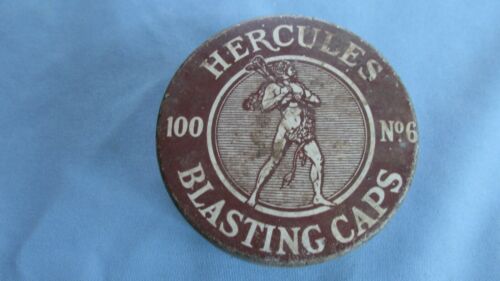 HERCULES
100 No6
BLASTING CAPS